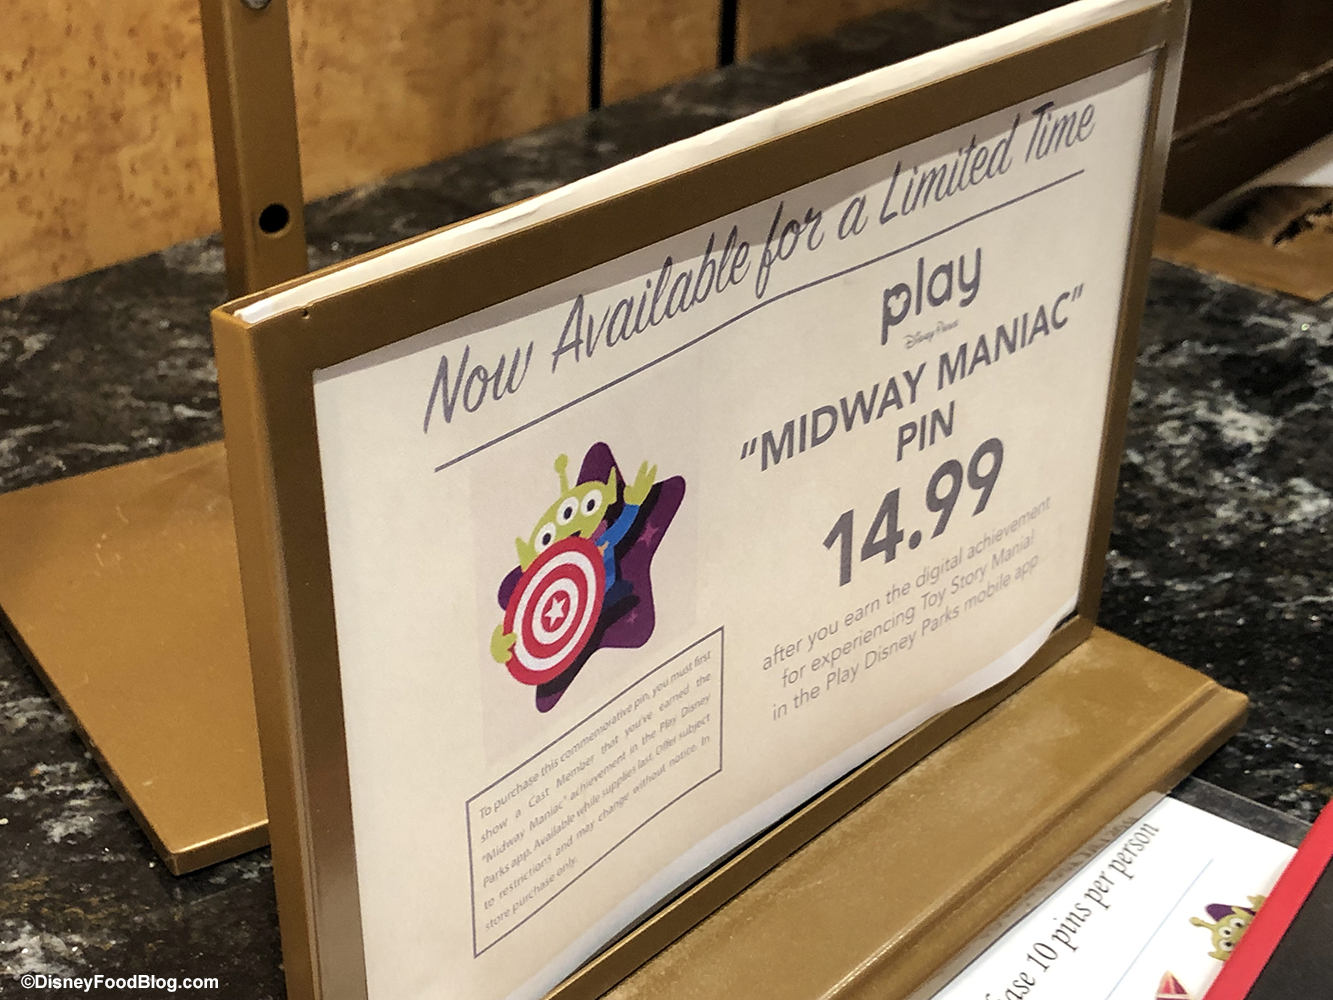 Now Available for a Limited Time
play
Disney Parks
"MIDWAY MANIAC"
PIN
14.99
after you earn the digital achievement
for experiencing Toy Story Mania!
in the Play Disney Parks mobile app.
To purchase this commemorative pin, you must first
show a Cast Member that you've earned the
"Midway Maniac" achievement in the Play Disney
Parks app. Available while supplies last. Offer subject
to restrictions and may change without notice. In
store purchase only.
ase 10 pins per person
©DisneyFoodBlog.com